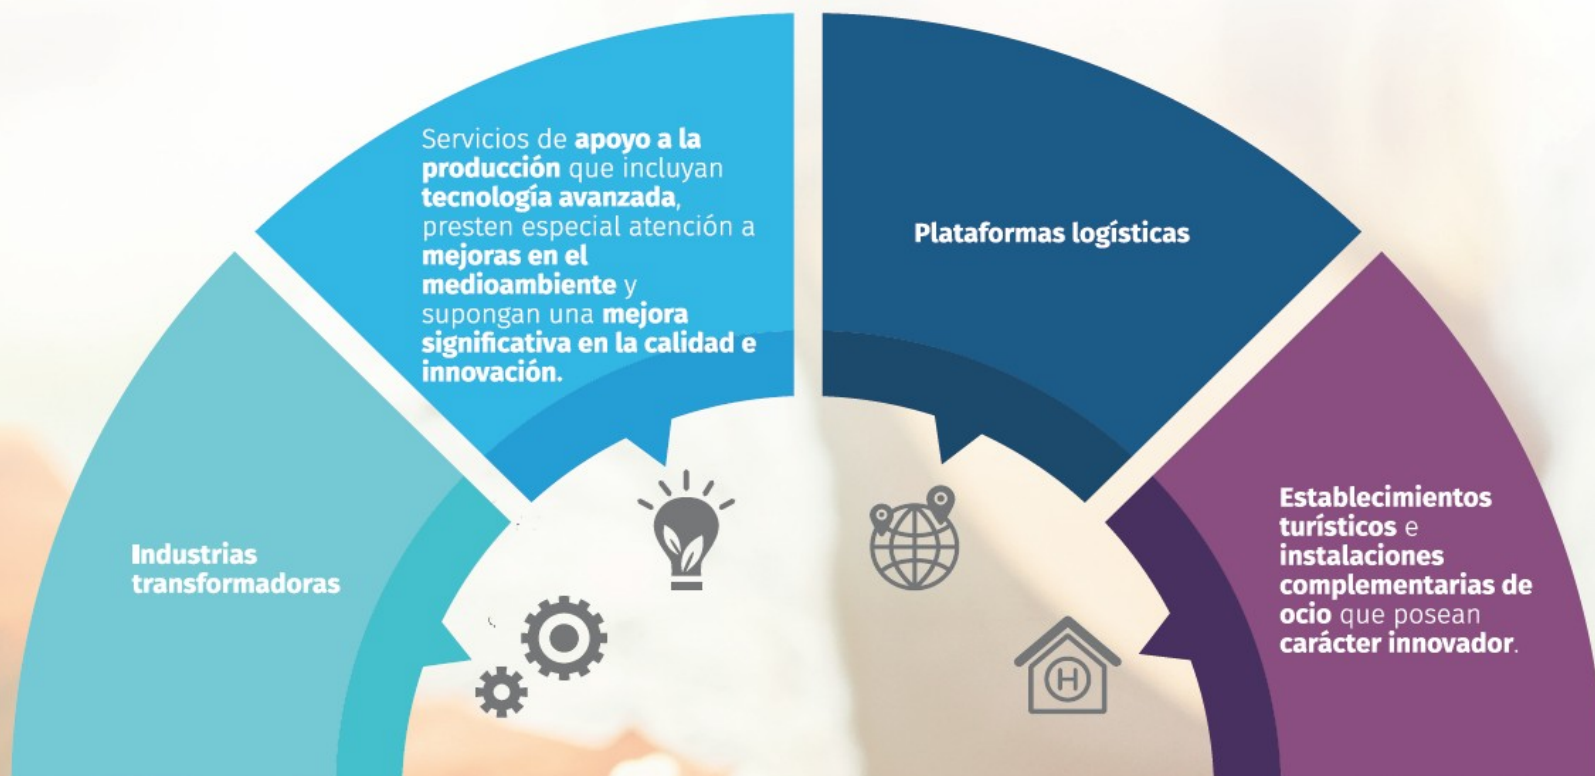 Servicios de apoyo a la
producción que incluyan
tecnología avanzada,
presten especial atención a
mejoras en el
medioambiente y
supongan una mejora
significativa en la calidad e
innovación.
Plataformas logísticas
Industrias
transformadoras
Establecimientos
turísticos e
instalaciones
complementarias de
ocio que posean
carácter innovador.
H